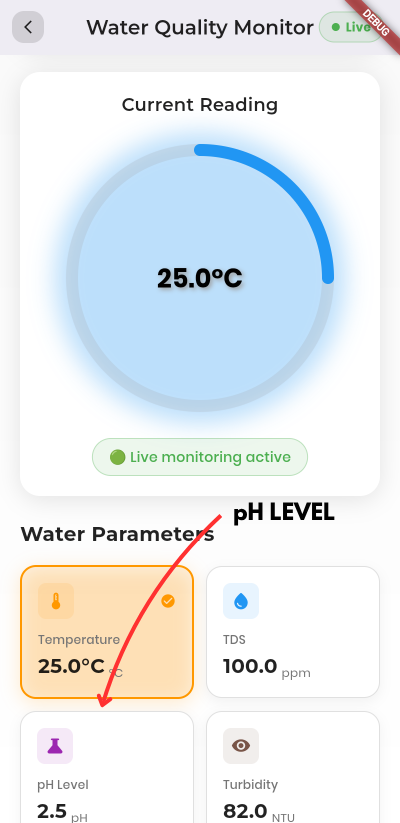 Water Quality Monitor
Live
DEBUG
Current Reading
25.0°C
Live monitoring active
pH LEVEL
Water Parameters
Temperature
25.0°C °C
TDS
100.0 ppm
pH Level
2.5 pH
Turbidity
82.0 NTU